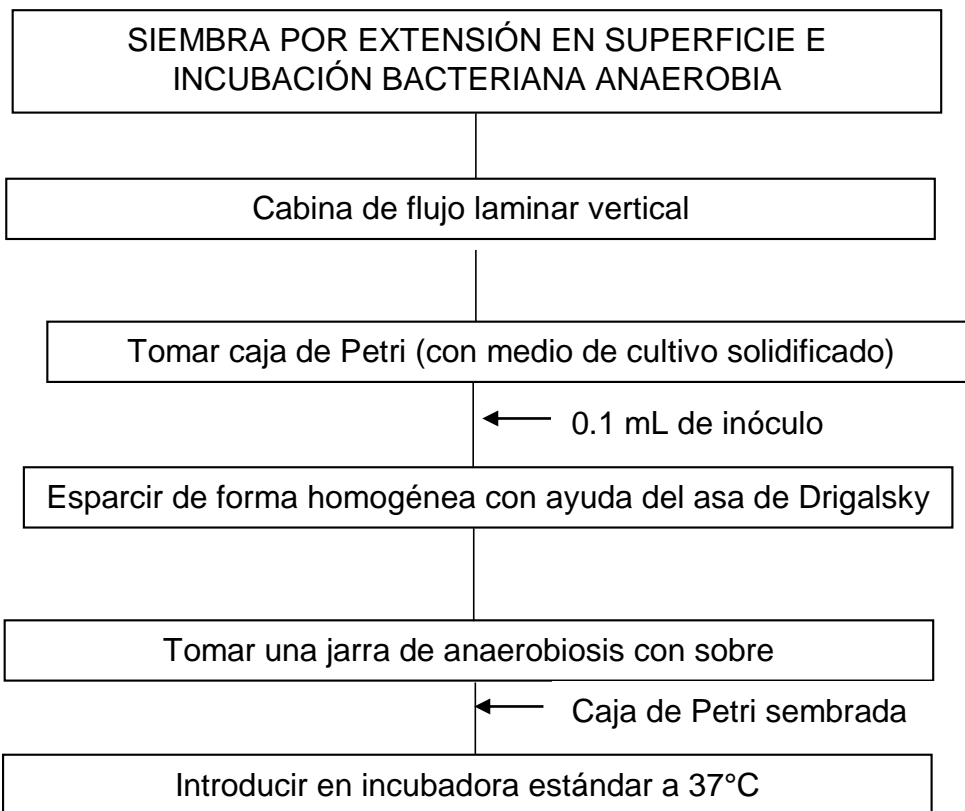 SIEMBRA POR EXTENSIÓN EN SUPERFICIE E
INCUBACIÓN BACTERIANA ANAEROBIA
Cabina de flujo laminar vertical
Tomar caja de Petri (con medio de cultivo solidificado)
0.1 mL de inóculo
Esparcir de forma homogénea con ayuda del asa de Drigalsky
Tomar una jarra de anaerobiosis con sobre
Caja de Petri sembrada
Introducir en incubadora estándar a 37°C